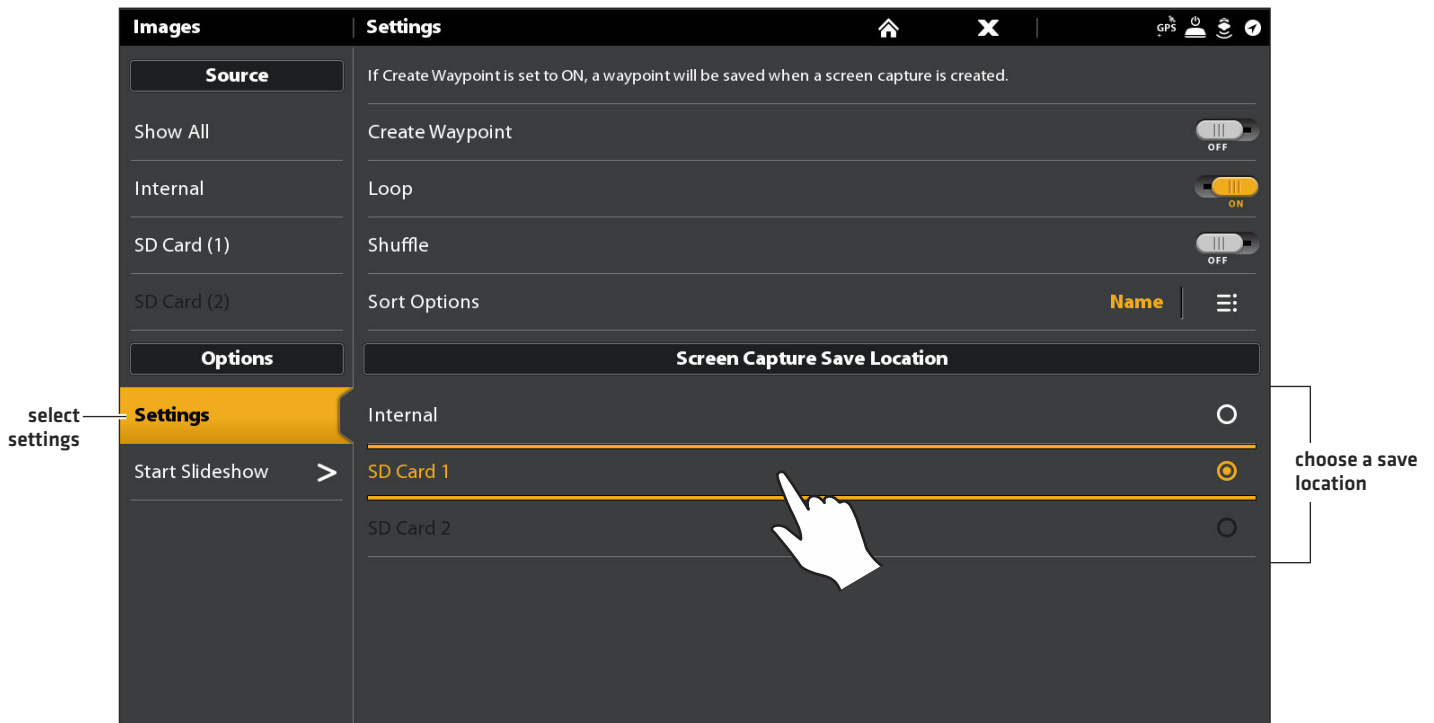 Images
Settings
GPS
Source
If Create Waypoint is set to ON, a waypoint will be saved when a screen capture is created.
Show All
Create Waypoint
OFF
Internal
Loop
ON
SD Card (1)
Shuffle
OFF
SD Card (2)
Sort Options
Name
Options
Screen Capture Save Location
select
settings
Settings
Internal
Start Slideshow
SD Card 1
SD Card 2
choose a save
location